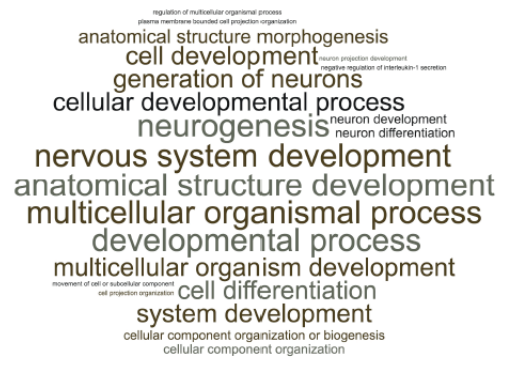 regulation of multicellular organismal process
plasma membrane bounded cell projection organization
anatomical structure morphogenesis
cell development
neuron projection development
negative regulation of interleukin-1 secretion
generation of neurons
cellular developmental process
neurogenesis
neuron development
neuron differentiation
nervous system development
anatomical structure development
multicellular organismal process
developmental process
multicellular organism development
movement of cell or subcellular component
cell projection organization
cell differentiation
system development
cellular component organization or biogenesis
cellular component organization